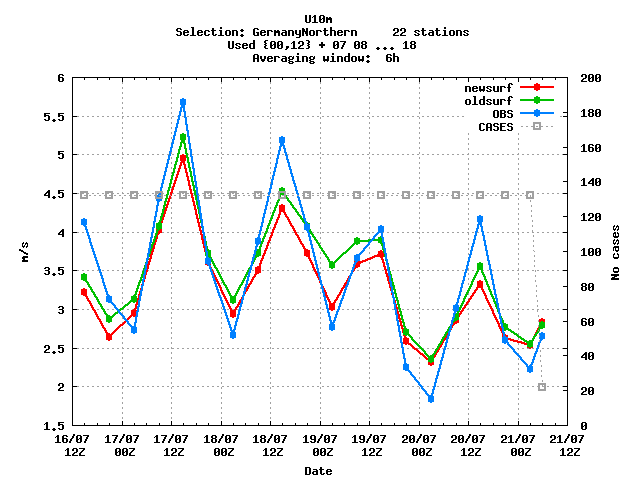 U10m
Selection: GermanyNorthern     22 stations
Used {00,12} + 07 08 ... 18
Averaging window:  6h
newsurf
oldsurf
OBS
CASES
6
5.5
5
4.5
4
3.5
3
2.5
2
1.5
m/s
200
180
160
140
120
100
80
60
40
20
0
No cases
16/07 17/07 17/07 18/07 18/07 19/07 19/07 20/07 20/07 21/07 21/07
12Z 00Z 12Z 00Z 12Z 00Z 12Z 00Z 12Z 00Z 12Z
Date